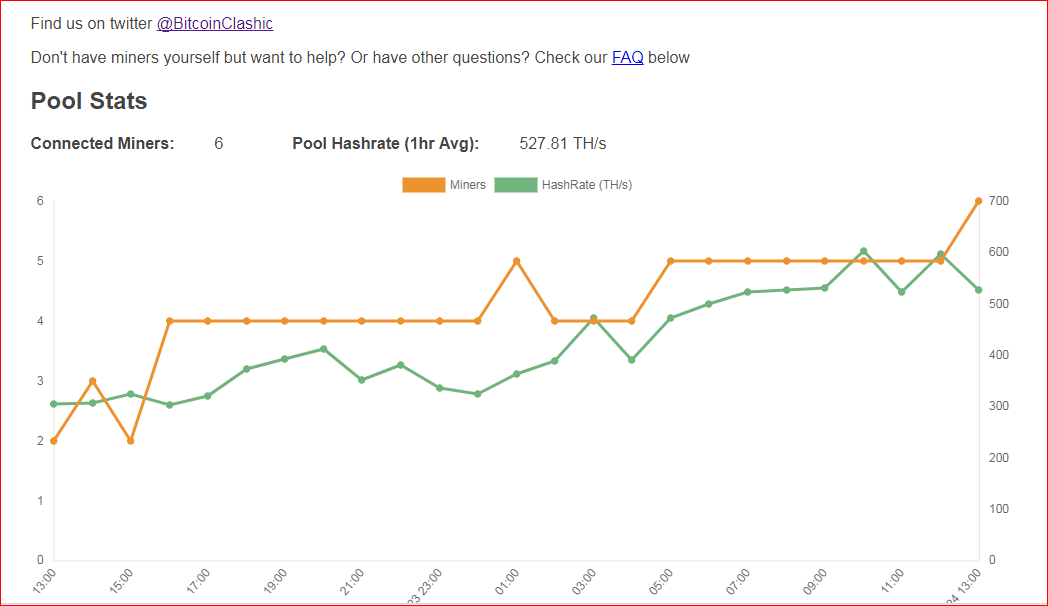 Find us on twitter @BitcoinClashic
Don't have miners yourself but want to help? Or have other questions? Check our FAQ below
Pool Stats
Connected Miners: 6 Pool Hashrate (1hr Avg): 527.81 TH/s
Miners HashRate (TH/s)
6 700
600
5
500
4
400
3
300
2
200
1
100
0 0
13:00 15:00 17:00 19:00 21:00 23 23:00 01:00 03:00 05:00 07:00 09:00 11:00 24 13:00